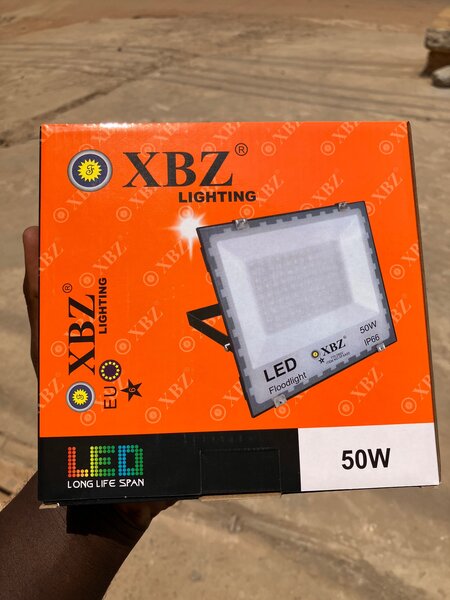 XBZ®
LIGHTING
XBZ®
LIGHTING
EU
LED
Floodlight
XBZ
50W
IP66
LED
LONG LIFE SPAN
50W